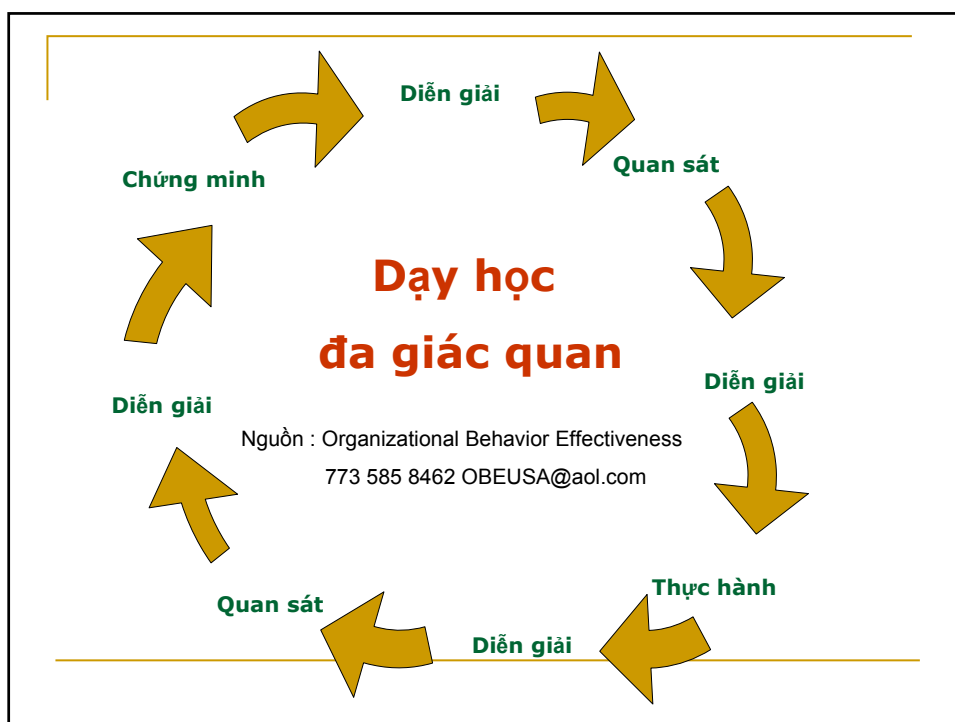 Diễn giải
Quan sát
Diễn giải
Thực hành
Diễn giải
Quan sát
Diễn giải
Chứng minh
Dạy học
đa giác quan
Nguồn : Organizational Behavior Effectiveness
773 585 8462 OBEUSA@aol.com